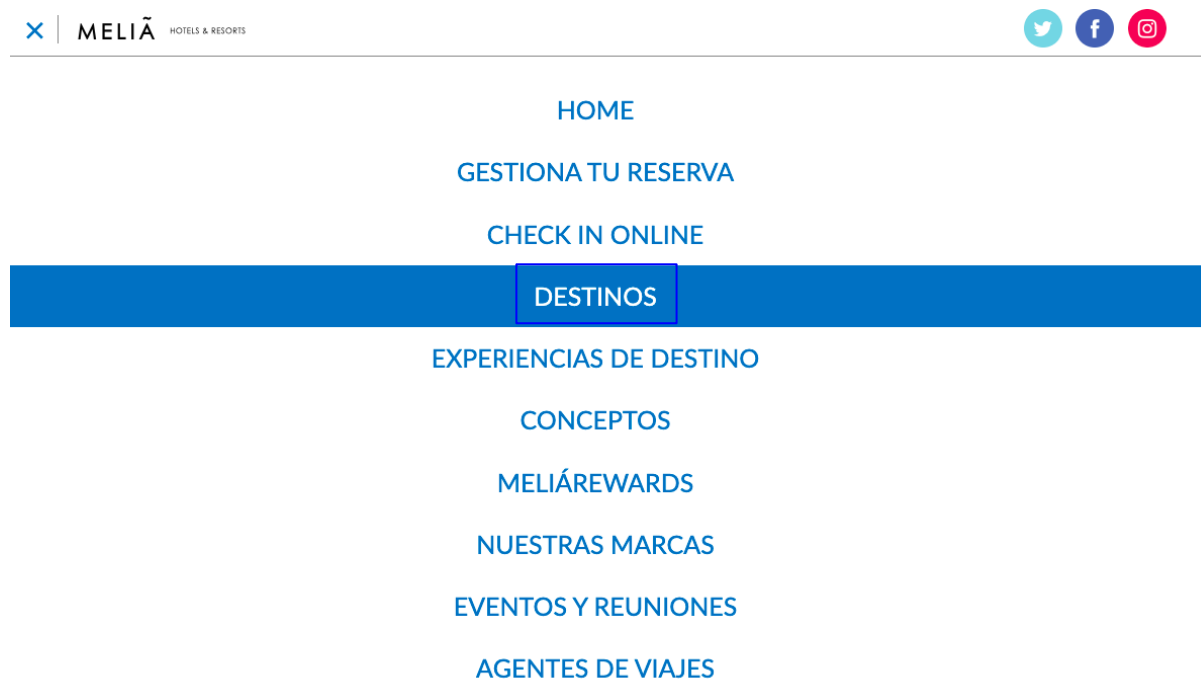 MELIÃ HOTELS & RESORTS
HOME
GESTIONA TU RESERVA
CHECK IN ONLINE
DESTINOS
EXPERIENCIAS DE DESTINO
CONCEPTOS
MELIÁREWARDS
NUESTRAS MARCAS
EVENTOS Y REUNIONES
AGENTES DE VIAJES